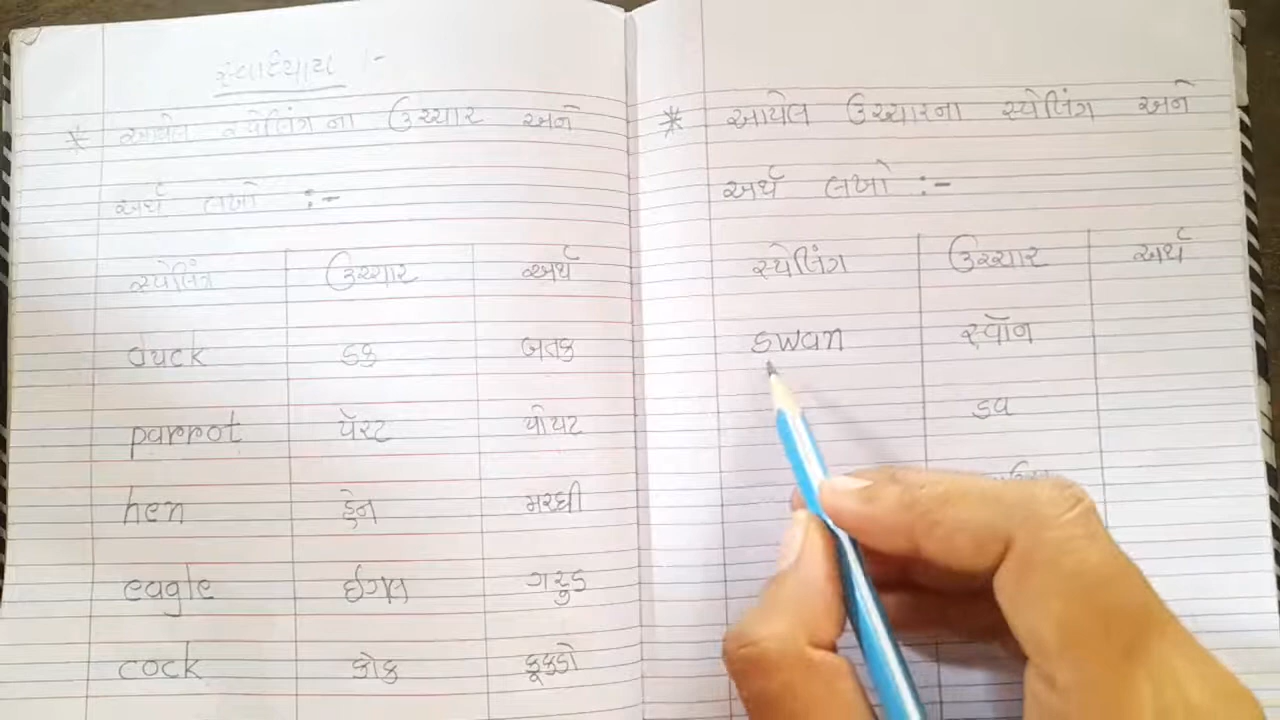 સ્વાધ્યાય :-
* આપેલ સ્પેલિંગના ઉચ્ચાર અને
અર્થ લખો :-
સ્પેલિંગ ઉચ્ચાર અર્થ
duck ડક બતક
parrot પૅરટ પોપટ
hen હેન મરઘી
eagle ઈગલ ગરુડ
cock કોક કૂકડો
* આપેલ ઉચ્ચારના સ્પેલિંગ અને
અર્થ લખો :-
સ્પેલિંગ ઉચ્ચાર અર્થ
swan સ્વૉન
ડવ